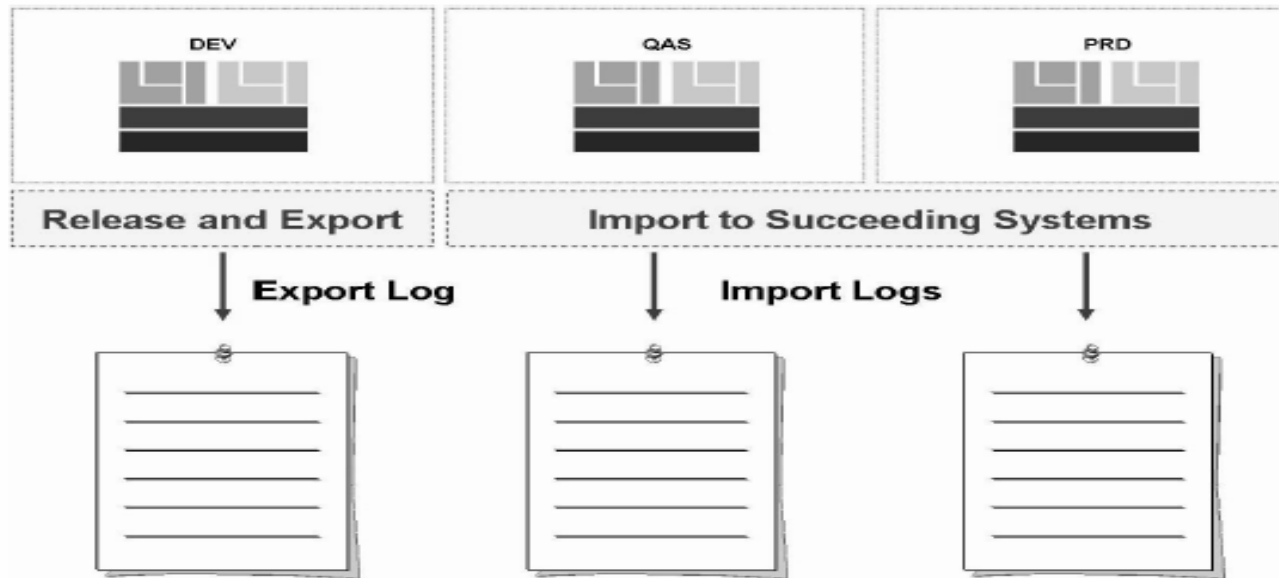 DEV
QAS
PRD
Release and Export
Import to Succeeding Systems
Export Log
Import Logs